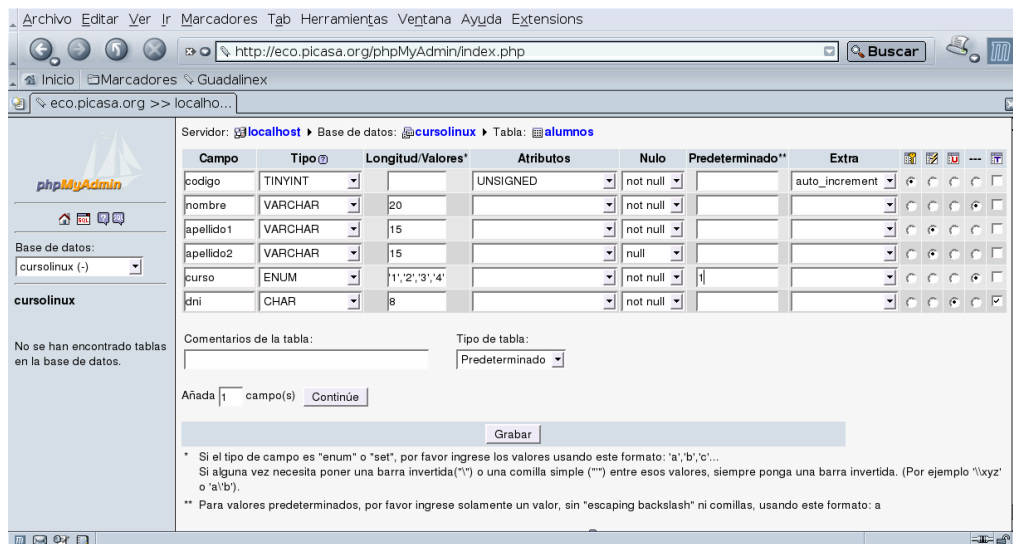 Archivo Editar Ver Ir Marcadores Tab Herramientas Ventana Ayuda Extensions
http://eco.picasa.org/phpMyAdmin/index.php Buscar
Inicio Marcadores Guadalinex
eco.picasa.org >> localho...
phpMyAdmin
SQL
Base de datos:
cursolinux (-)
cursolinux
No se han encontrado tablas
en la base de datos.
Servidor: localhost Base de datos: cursolinux Tabla: alumnos
Campo Tipo Longitud/Valores* Atributos Nulo Predeterminado** Extra ---
codigo TINYINT UNSIGNED not null auto_increment
nombre VARCHAR 20 not null
apellido1 VARCHAR 15 not null
apellido2 VARCHAR 15 null
curso ENUM '1','2','3','4' not null 1
dni CHAR 8 not null
Comentarios de la tabla: Tipo de tabla:
Predeterminado
Añada 1 campo(s) Continúe
Grabar
* Si el tipo de campo es "enum" o "set", por favor ingrese los valores usando este formato: 'a','b','c'...
Si alguna vez necesita poner una barra invertida("\") o una comilla simple ("'") entre esos valores, siempre ponga una barra invertida. (Por ejemplo '\\xyz'
o 'a\'b').
** Para valores predeterminados, por favor ingrese solamente un valor, sin "escaping backslash" ni comillas, usando este formato: a